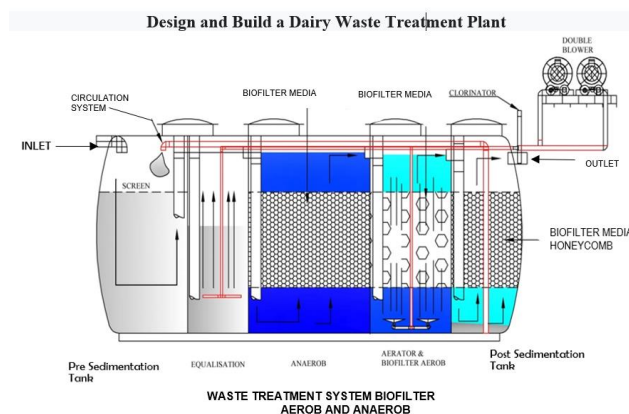 Design and Build a Dairy Waste Treatment Plant
DOUBLE
BLOWER
CIRCULATION
SYSTEM
BIOFILTER MEDIA
BIOFILTER MEDIA
CLORINATOR
INLET
OUTLET
SCREEN
BIOFILTER MEDIA
HONEYCOMB
Pre Sedimentation
Tank
EQUALISATION
ANAEROB
AERATOR &
BIOFILTER AEROB
Post Sedimentation
Tank
WASTE TREATMENT SYSTEM BIOFILTER
AEROB AND ANAEROB